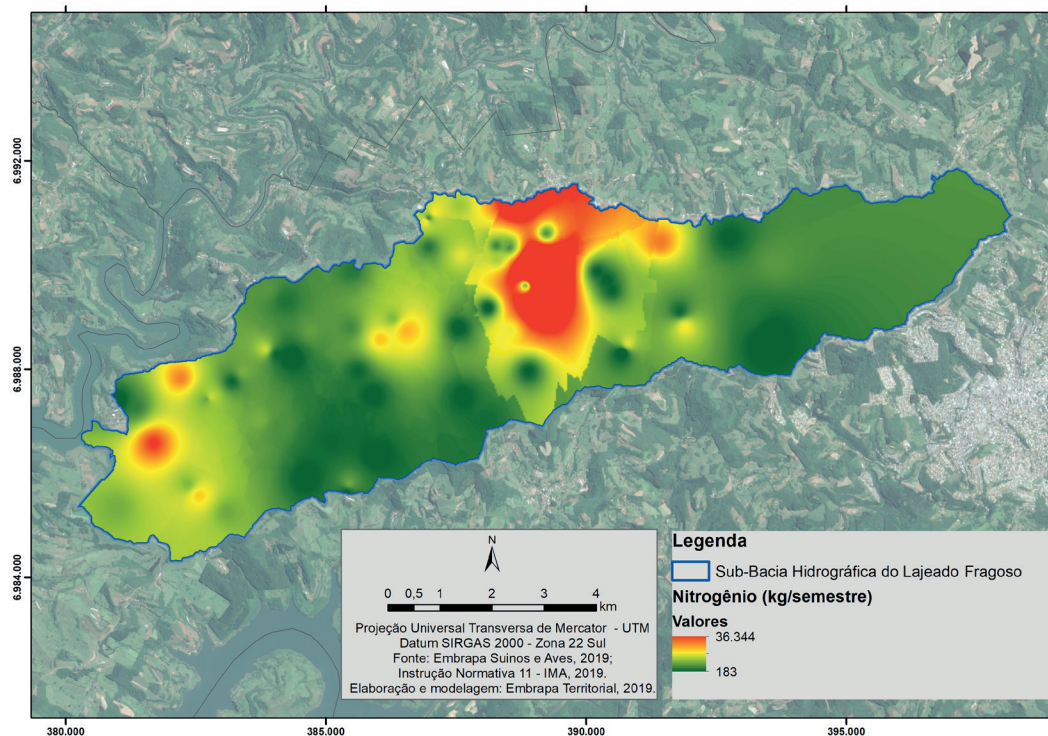 6.992.000
6.988.000
6.984.000
N
0 0,5 1 2 3 4
km
Projeção Universal Transversa de Mercator - UTM
Datum SIRGAS 2000 - Zona 22 Sul
Fonte: Embrapa Suinos e Aves, 2019;
Instrução Normativa 11 - IMA, 2019.
Elaboração e modelagem: Embrapa Territorial, 2019.
Legenda
Sub-Bacia Hidrográfica do Lajeado Fragoso
Nitrogênio (kg/semestre)
Valores
36.344
183
380.000 385.000 390.000 395.000